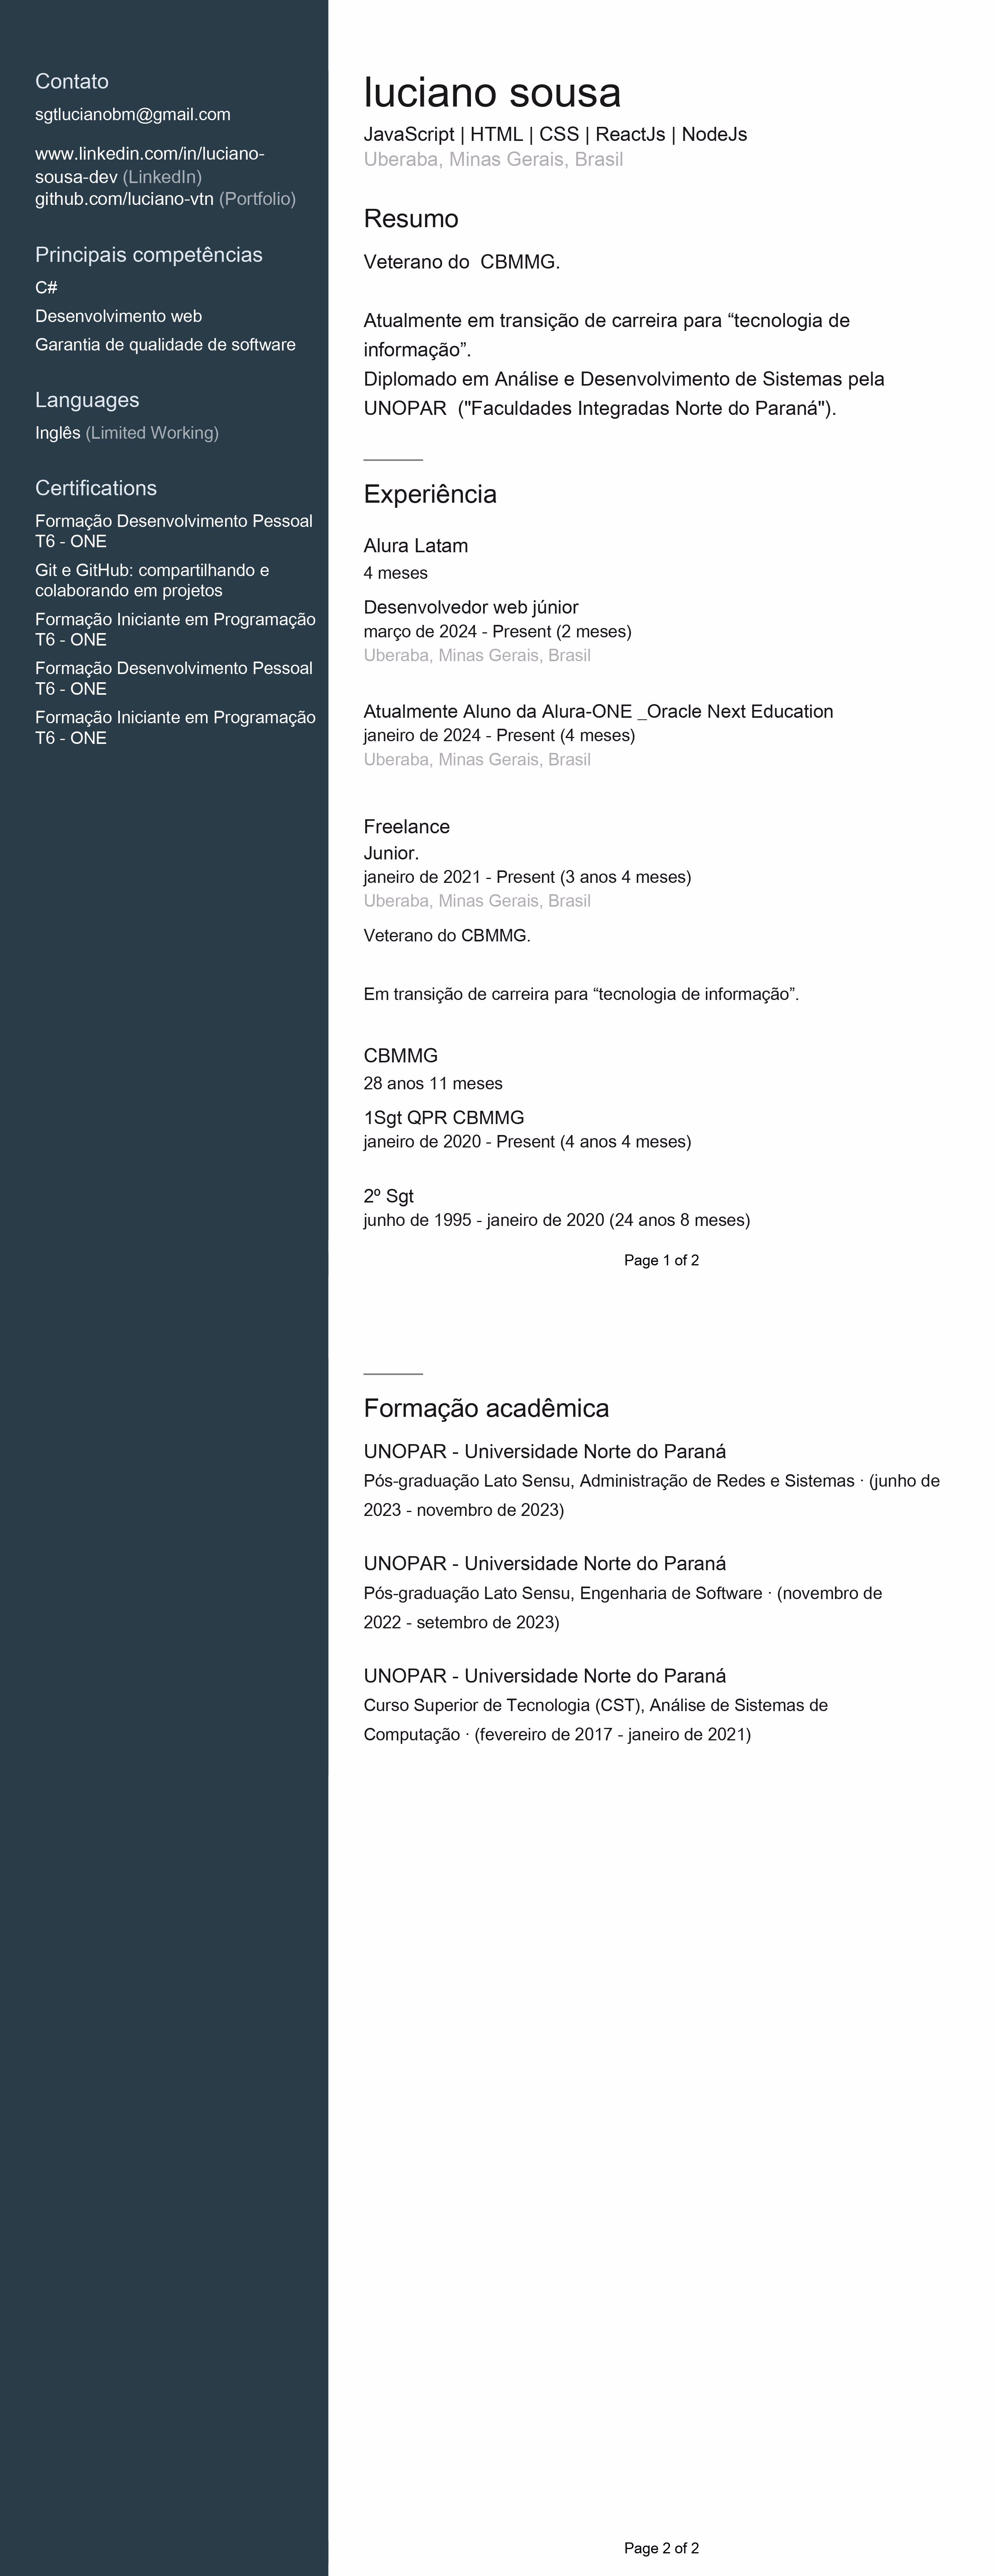 Contato
sgtlucianobm@gmail.com
www.linkedin.com/in/luciano-
sousa-dev (LinkedIn)
github.com/luciano-vtn (Portfolio)
Principais competências
C#
Desenvolvimento web
Garantia de qualidade de software
Languages
Inglês (Limited Working)
Certifications
Formação Desenvolvimento Pessoal
T6 - ONE
Git e GitHub: compartilhando e
colaborando em projetos
Formação Iniciante em Programação
T6 - ONE
Formação Desenvolvimento Pessoal
T6 - ONE
Formação Iniciante em Programação
T6 - ONE
luciano sousa
JavaScript | HTML | CSS | ReactJs | NodeJs
Uberaba, Minas Gerais, Brasil
Resumo
Veterano do  CBMMG.
Atualmente em transição de carreira para “tecnologia de
informação”.
Diplomado em Análise e Desenvolvimento de Sistemas pela
UNOPAR  ("Faculdades Integradas Norte do Paraná").
Experiência
Alura Latam
4 meses
Desenvolvedor web júnior
março de 2024 - Present (2 meses)
Uberaba, Minas Gerais, Brasil
Atualmente Aluno da Alura-ONE _Oracle Next Education
janeiro de 2024 - Present (4 meses)
Uberaba, Minas Gerais, Brasil
Freelance
Junior.
janeiro de 2021 - Present (3 anos 4 meses)
Uberaba, Minas Gerais, Brasil
Veterano do CBMMG.
Em transição de carreira para “tecnologia de informação”.
CBMMG
28 anos 11 meses
1Sgt QPR CBMMG
janeiro de 2020 - Present (4 anos 4 meses)
2º Sgt
junho de 1995 - janeiro de 2020 (24 anos 8 meses)
Page 1 of 2
Formação acadêmica
UNOPAR - Universidade Norte do Paraná
Pós-graduação Lato Sensu, Administração de Redes e Sistemas · (junho de
2023 - novembro de 2023)
UNOPAR - Universidade Norte do Paraná
Pós-graduação Lato Sensu, Engenharia de Software · (novembro de
2022 - setembro de 2023)
UNOPAR - Universidade Norte do Paraná
Curso Superior de Tecnologia (CST), Análise de Sistemas de
Computação · (fevereiro de 2017 - janeiro de 2021)
Page 2 of 2